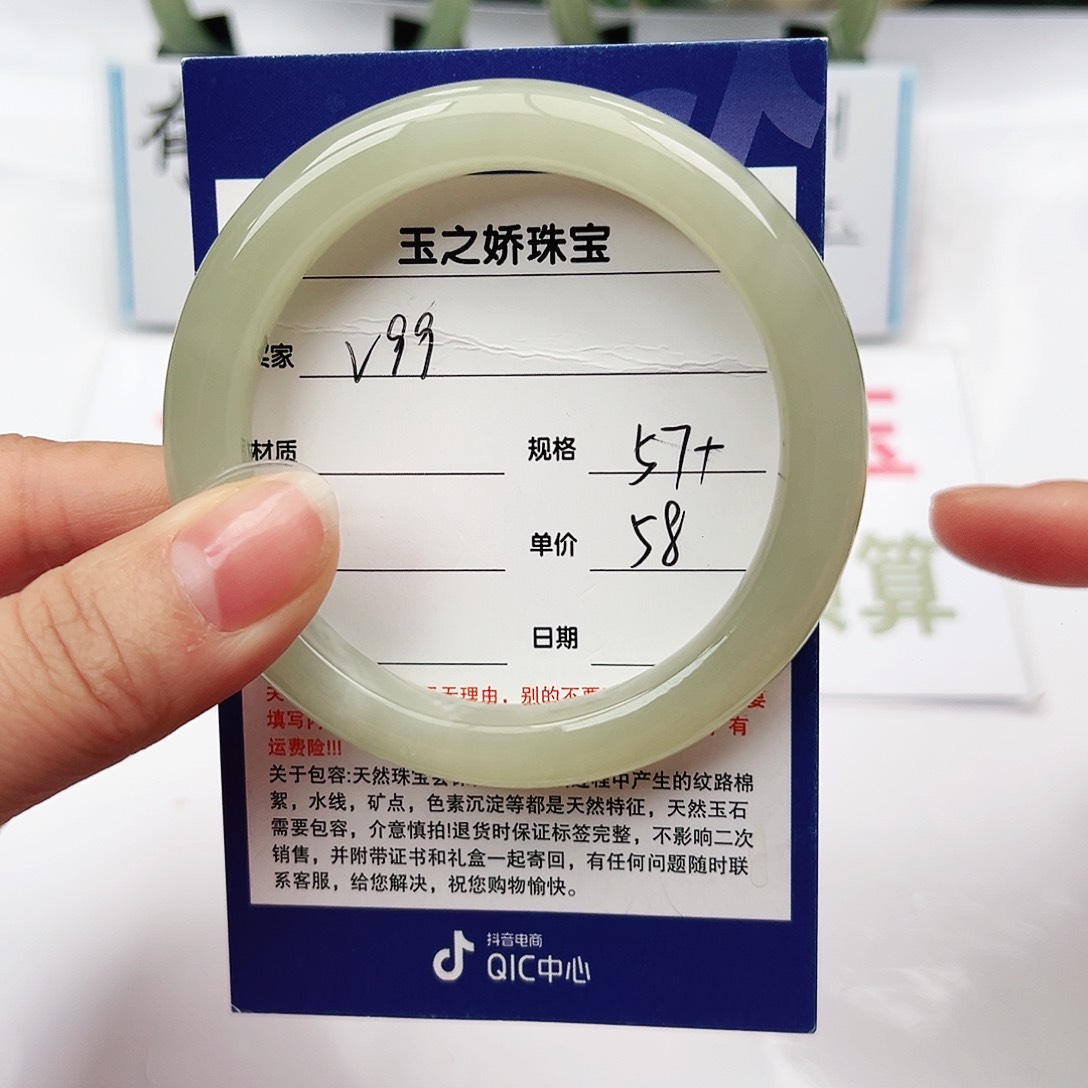 玉之娇珠宝
买家 V99
材质 规格 57+
单价 58
日期
关 无理由,别的不要 要
填写 有
运费险!!!
关于包容:天然珠宝会 过程中产生的纹路棉
絮,水线,矿点,色素沉淀等都是天然特征,天然玉石
需要包容,介意慎拍!退货时保证标签完整,不影响二次
销售,并附带证书和礼盒一起寄回,有任何问题随时联
系客服,给您解决,祝您购物愉快。
抖音电商
QIC中心
算